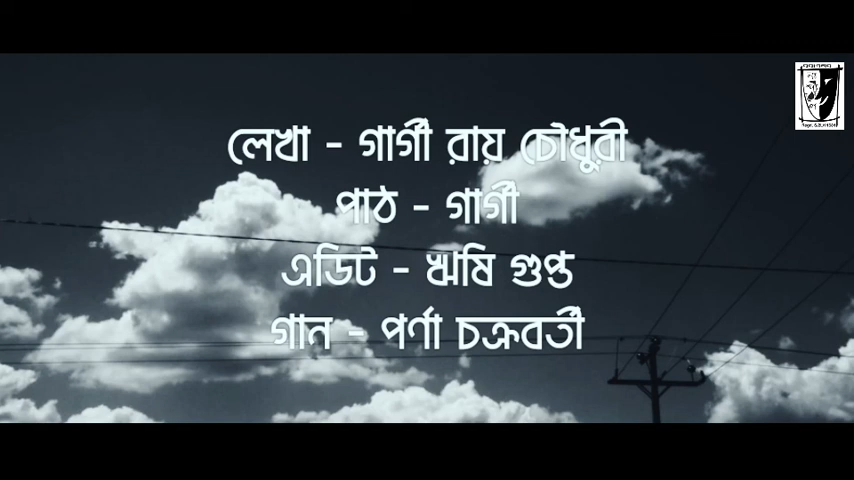 লেখা - গার্গী রায় চৌধুরী
পাঠ - গার্গী
এডিট - ঋষি গুপ্ত
গান - পর্ণা চক্রবর্তী